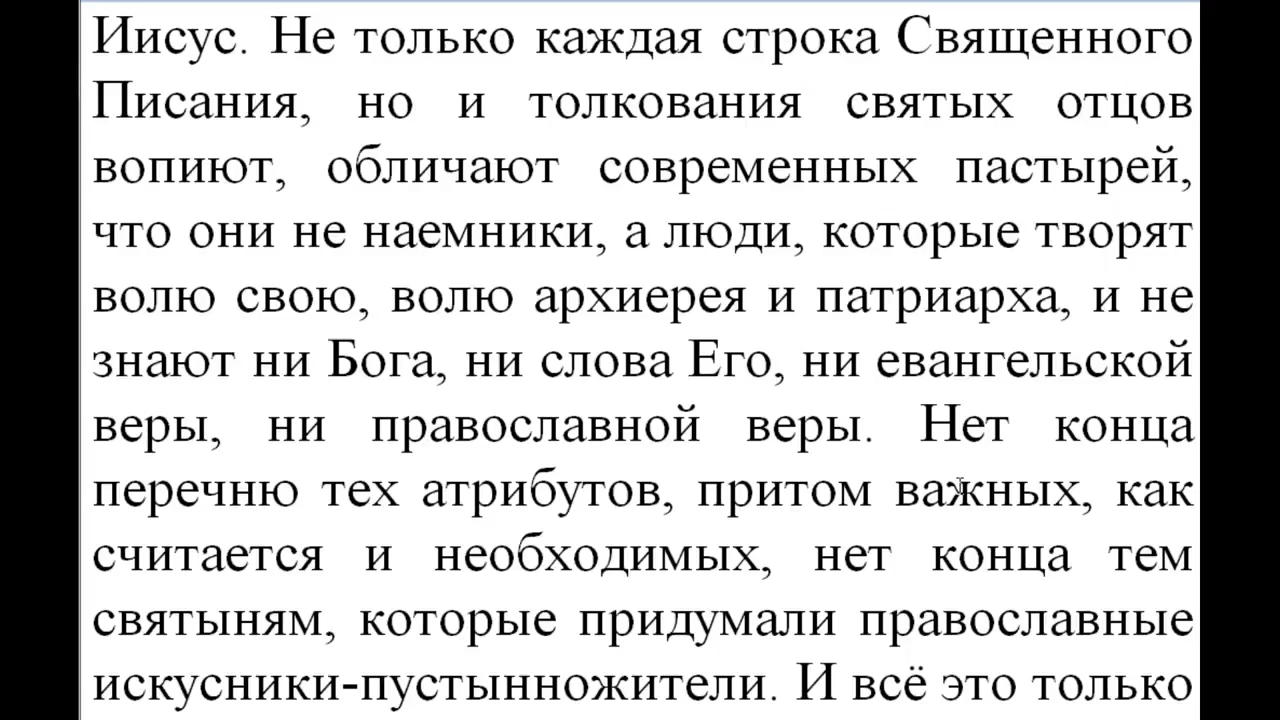 Иисус. Не только каждая строка Священного
Писания, но и толкования святых отцов
вопиют, обличают современных пастырей,
что они не наемники, а люди, которые творят
волю свою, волю архиерея и патриарха, и не
знают ни Бога, ни слова Его, ни евангельской
веры, ни православной веры. Нет конца
перечню тех атрибутов, притом важных, как
считается и необходимых, нет конца тем
святыням, которые придумали православные
искусники-пустынножители. И всё это только